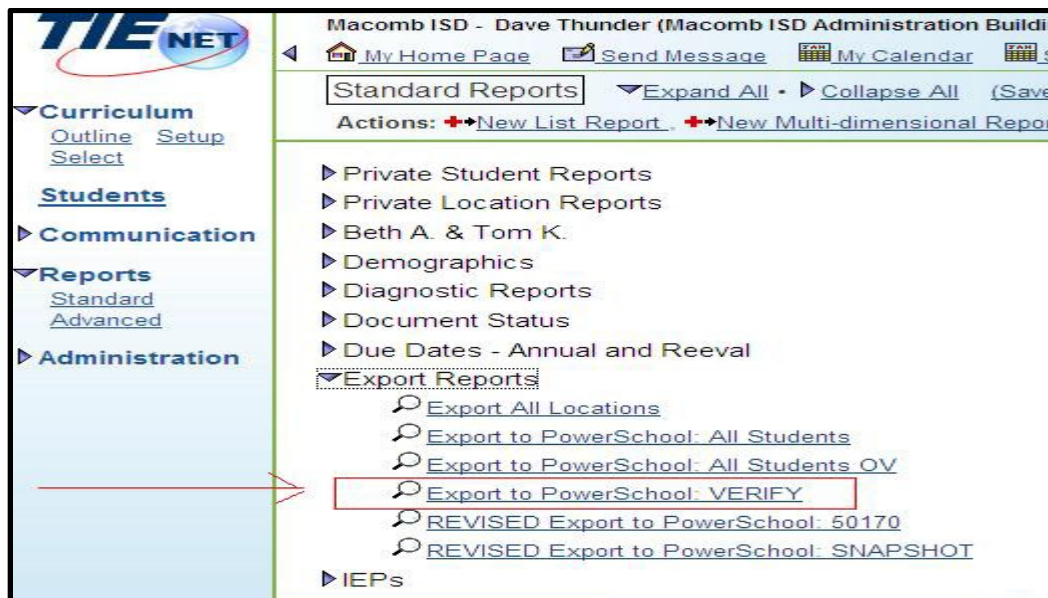 TIENET
Macomb ISD - Dave Thunder (Macomb ISD Administration
My Home Page Send Message My Calendar
Standard Reports Expand All • Collapse All (Save
Actions: New List Report , New Multi-dimensional
Curriculum
Outline Setup
Select
Students
Communication
Reports
Standard
Advanced
Administration
Private Student Reports
Private Location Reports
Beth A. & Tom K.
Demographics
Diagnostic Reports
Document Status
Due Dates - Annual and Reeval
Export Reports
Export All Locations
Export to PowerSchool: All Students
Export to PowerSchool: All Students OV
Export to PowerSchool: VERIFY
REVISED Export to PowerSchool: 50170
REVISED Export to PowerSchool: SNAPSHOT
IEPs